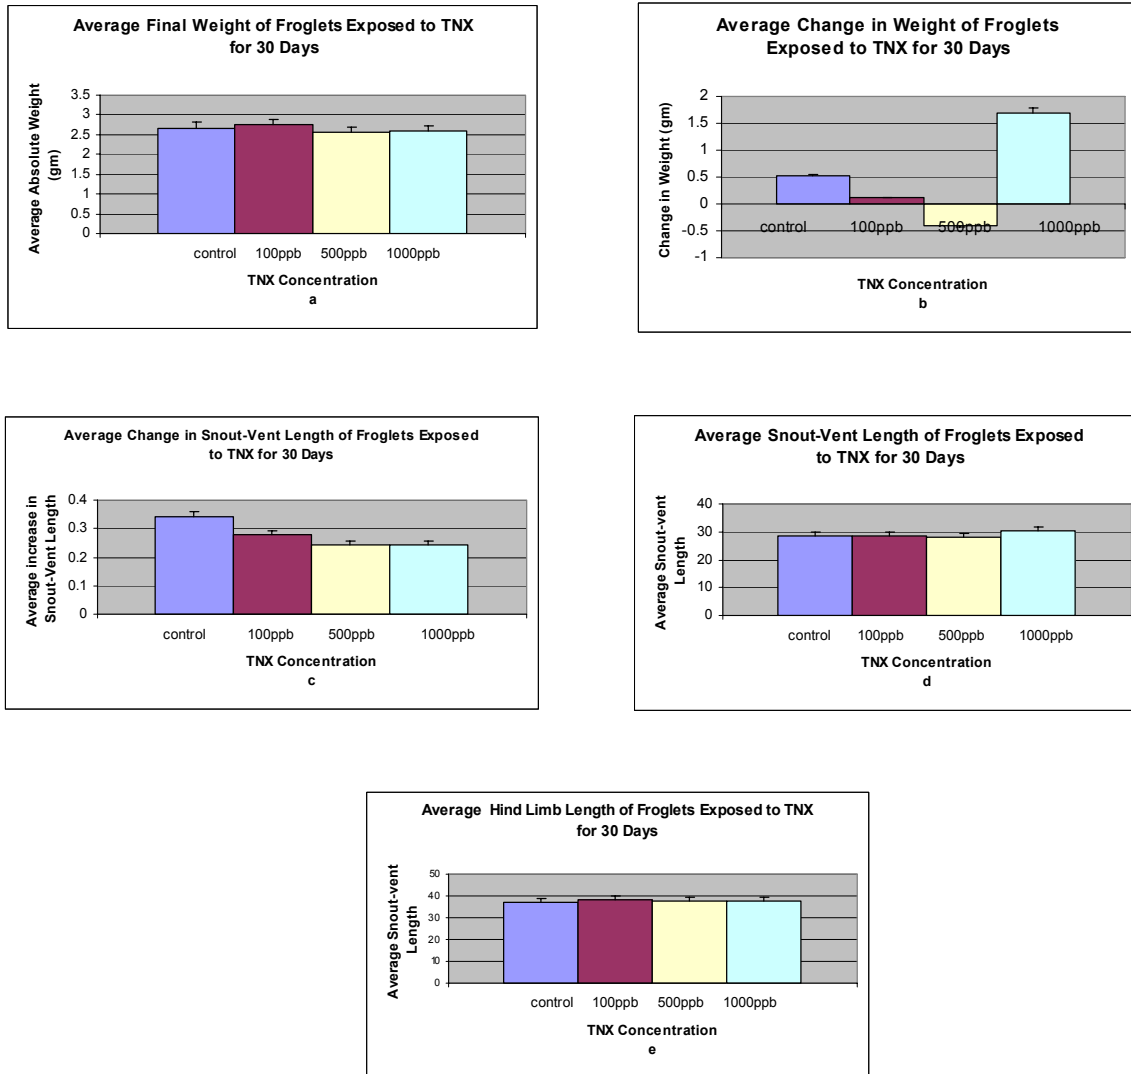 Average Final Weight of Froglets Exposed to TNX
for 30 Days
Average Absolute Weight
(gm)
3.5
3
2.5
2
1.5
1
0.5
0
control 100ppb 500ppb 1000ppb
TNX Concentration
a
Average Change in Weight of Froglets
Exposed to TNX for 30 Days
Change in Weight (gm)
2
1.5
1
0.5
0
-0.5
-1
control 100ppb 500ppb 1000ppb
TNX Concentration
b
Average Change in Snout-Vent Length of Froglets Exposed
to TNX for 30 Days
Average increase in
Snout-Vent Length
0.4
0.3
0.2
0.1
0
control 100ppb 500ppb 1000ppb
TNX Concentration
c
Average Snout-Vent Length of Froglets Exposed
to TNX for 30 Days
Average Snout-vent
Length
40
30
20
10
0
control 100ppb 500ppb 1000ppb
TNX Concentration
d
Average Hind Limb Length of Froglets Exposed to TNX
for 30 Days
Average Snout-vent
Length
50
40
30
20
10
0
control 100ppb 500ppb 1000ppb
TNX Concentration
e